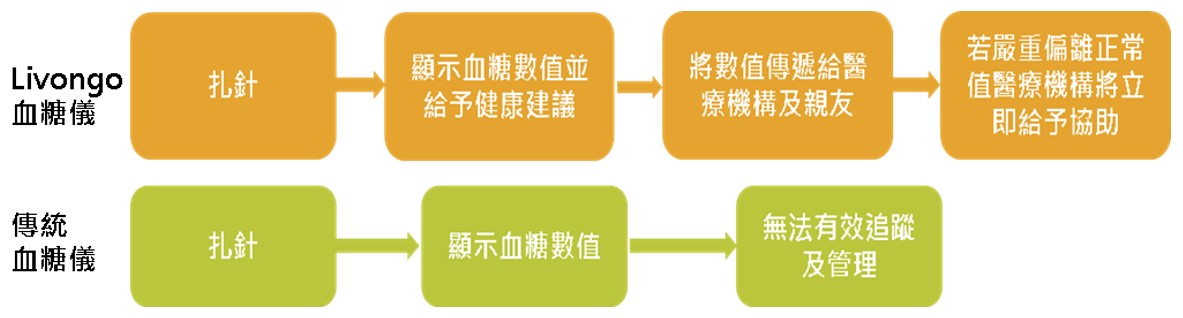 Livongo
血糖儀
扎針
顯示血糖數值並
給予健康建議
將數值傳遞給醫
療機構及親友
若嚴重偏離正常
值醫療機構將立
即給予協助
傳統
血糖儀
扎針
顯示血糖數值
無法有效追蹤
及管理